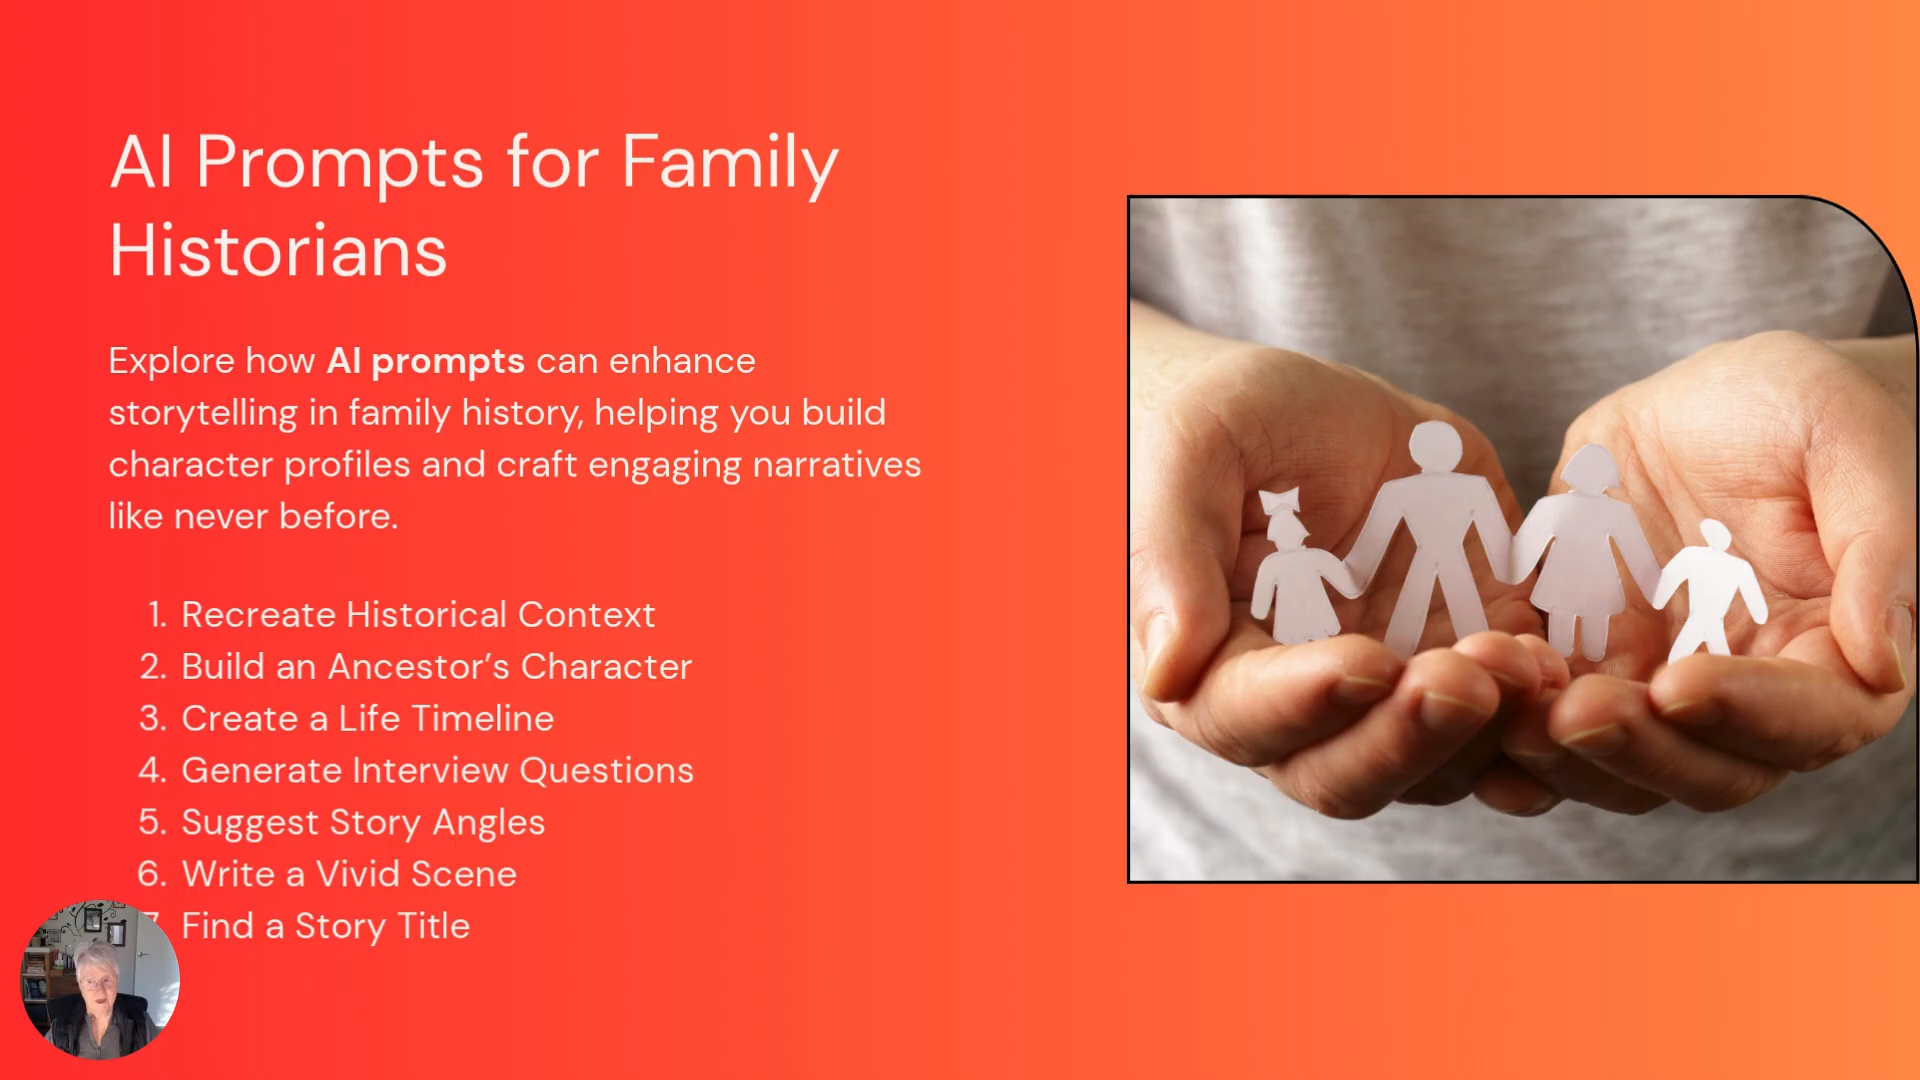 AI Prompts for Family
Historians
Explore how AI prompts can enhance
storytelling in family history, helping you build
character profiles and craft engaging narratives
like never before.
1. Recreate Historical Context
2. Build an Ancestor’s Character
3. Create a Life Timeline
4. Generate Interview Questions
5. Suggest Story Angles
6. Write a Vivid Scene
7. Find a Story Title